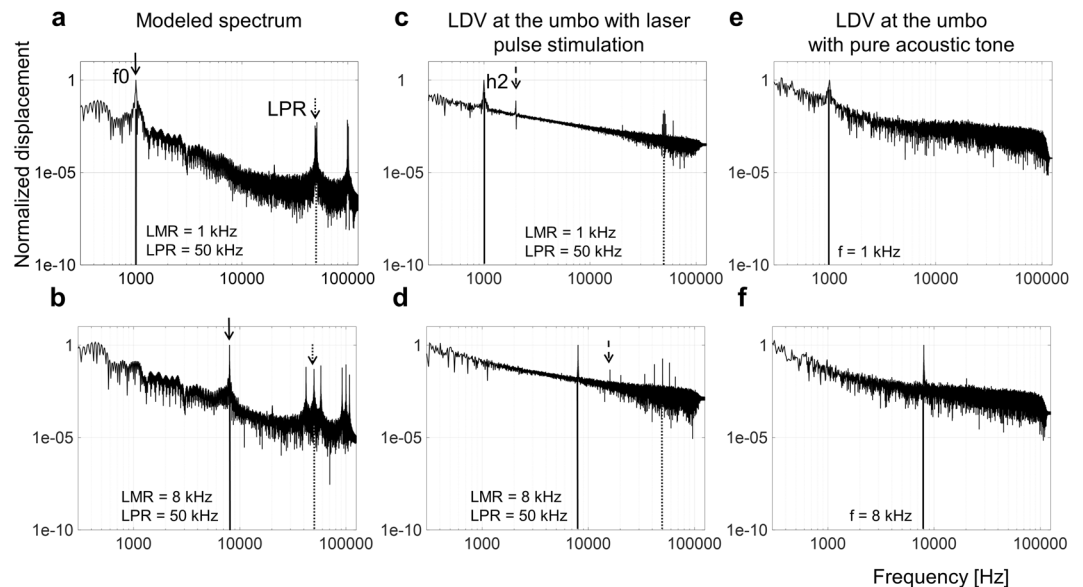 a
Modeled spectrum
c
LDV at the umbo with laser
pulse stimulation
e
LDV at the umbo
with pure acoustic tone
Normalized displacement
1
f0
LPR
1e-05
LMR = 1 kHz
LPR = 50 kHz
1e-10
1000
10000
100000
1
h2
1e-05
LMR = 1 kHz
LPR = 50 kHz
1e-10
1000
10000
100000
1
1e-05
f = 1 kHz
1e-10
1000
10000
100000
b
1
1e-05
LMR = 8 kHz
LPR = 50 kHz
1e-10
1000
10000
100000
d
1
1e-05
LMR = 8 kHz
LPR = 50 kHz
1e-10
1000
10000
100000
f
1
1e-05
f = 8 kHz
1e-10
1000
10000
100000
Frequency [Hz]